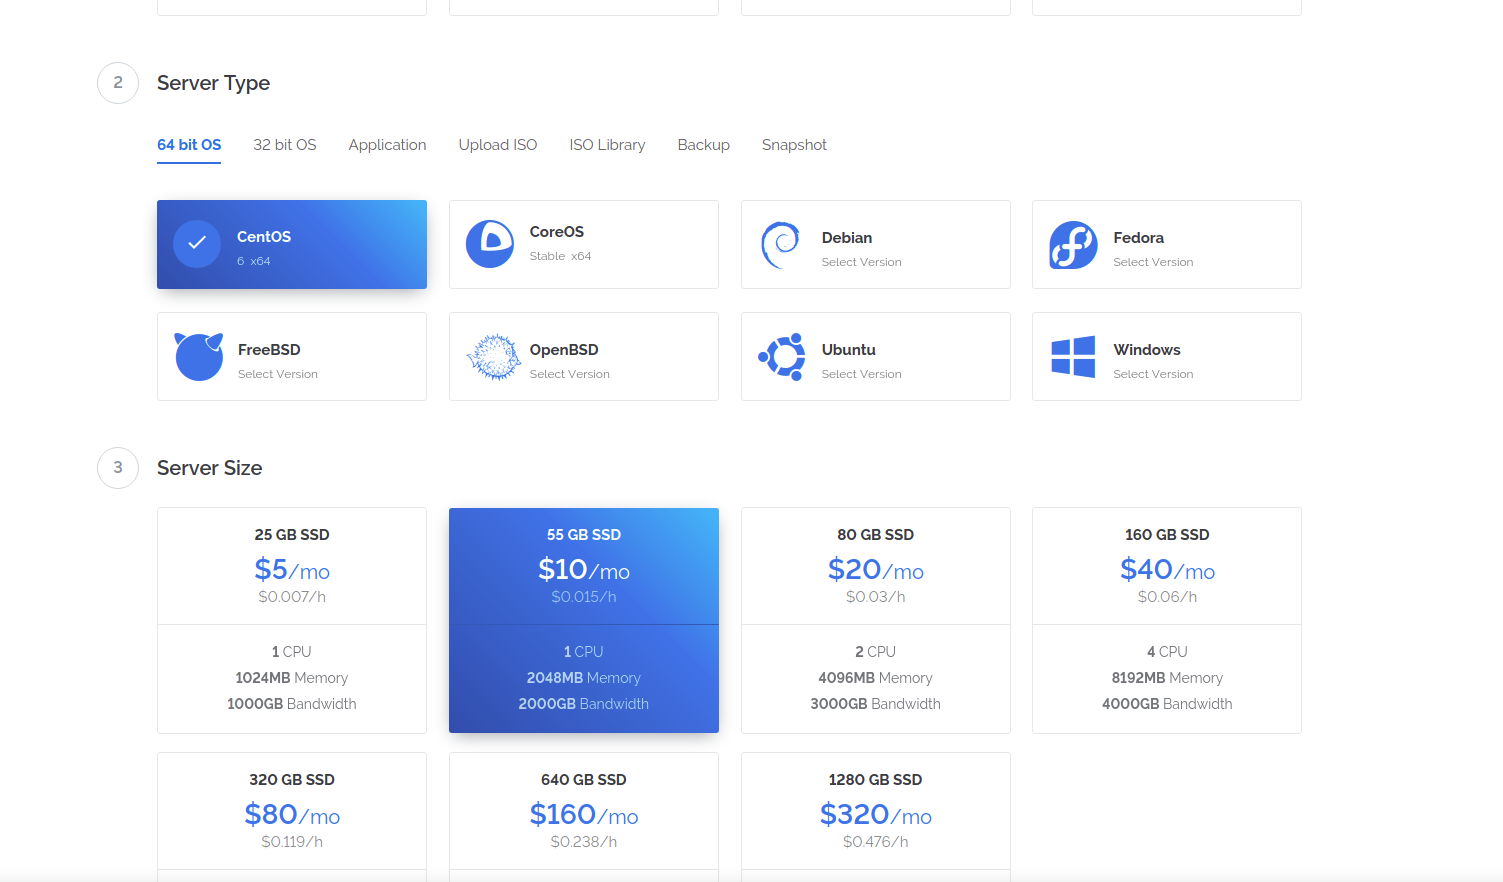 2
Server Type
64 bit OS
32 bit OS
Application
Upload ISO
ISO Library
Backup
Snapshot
CentOS
6 x64
CoreOS
Stable x64
Debian
Select Version
Fedora
Select Version
FreeBSD
Select Version
OpenBSD
Select Version
Ubuntu
Select Version
Windows
Select Version
3
Server Size
25 GB SSD
$5/mo
$0.007/h
1 CPU
1024MB Memory
1000GB Bandwidth
55 GB SSD
$10/mo
$0.015/h
1 CPU
2048MB Memory
2000GB Bandwidth
80 GB SSD
$20/mo
$0.03/h
2 CPU
4096MB Memory
3000GB Bandwidth
160 GB SSD
$40/mo
$0.06/h
4 CPU
8192MB Memory
4000GB Bandwidth
320 GB SSD
$80/mo
$0.119/h
640 GB SSD
$160/mo
$0.238/h
1280 GB SSD
$320/mo
$0.476/h